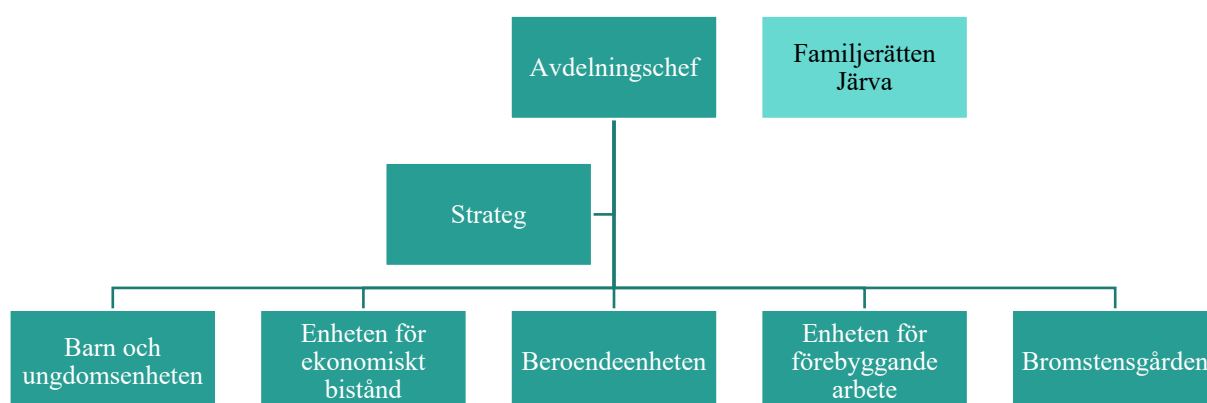 Avdelningschef
Familjerätten
Järva
Strateg
Barn och
ungdomsenheten
Enheten för
ekonomiskt
bistånd
Beroendeenheten
Enheten för
förebyggande
arbete
Bromstensgården